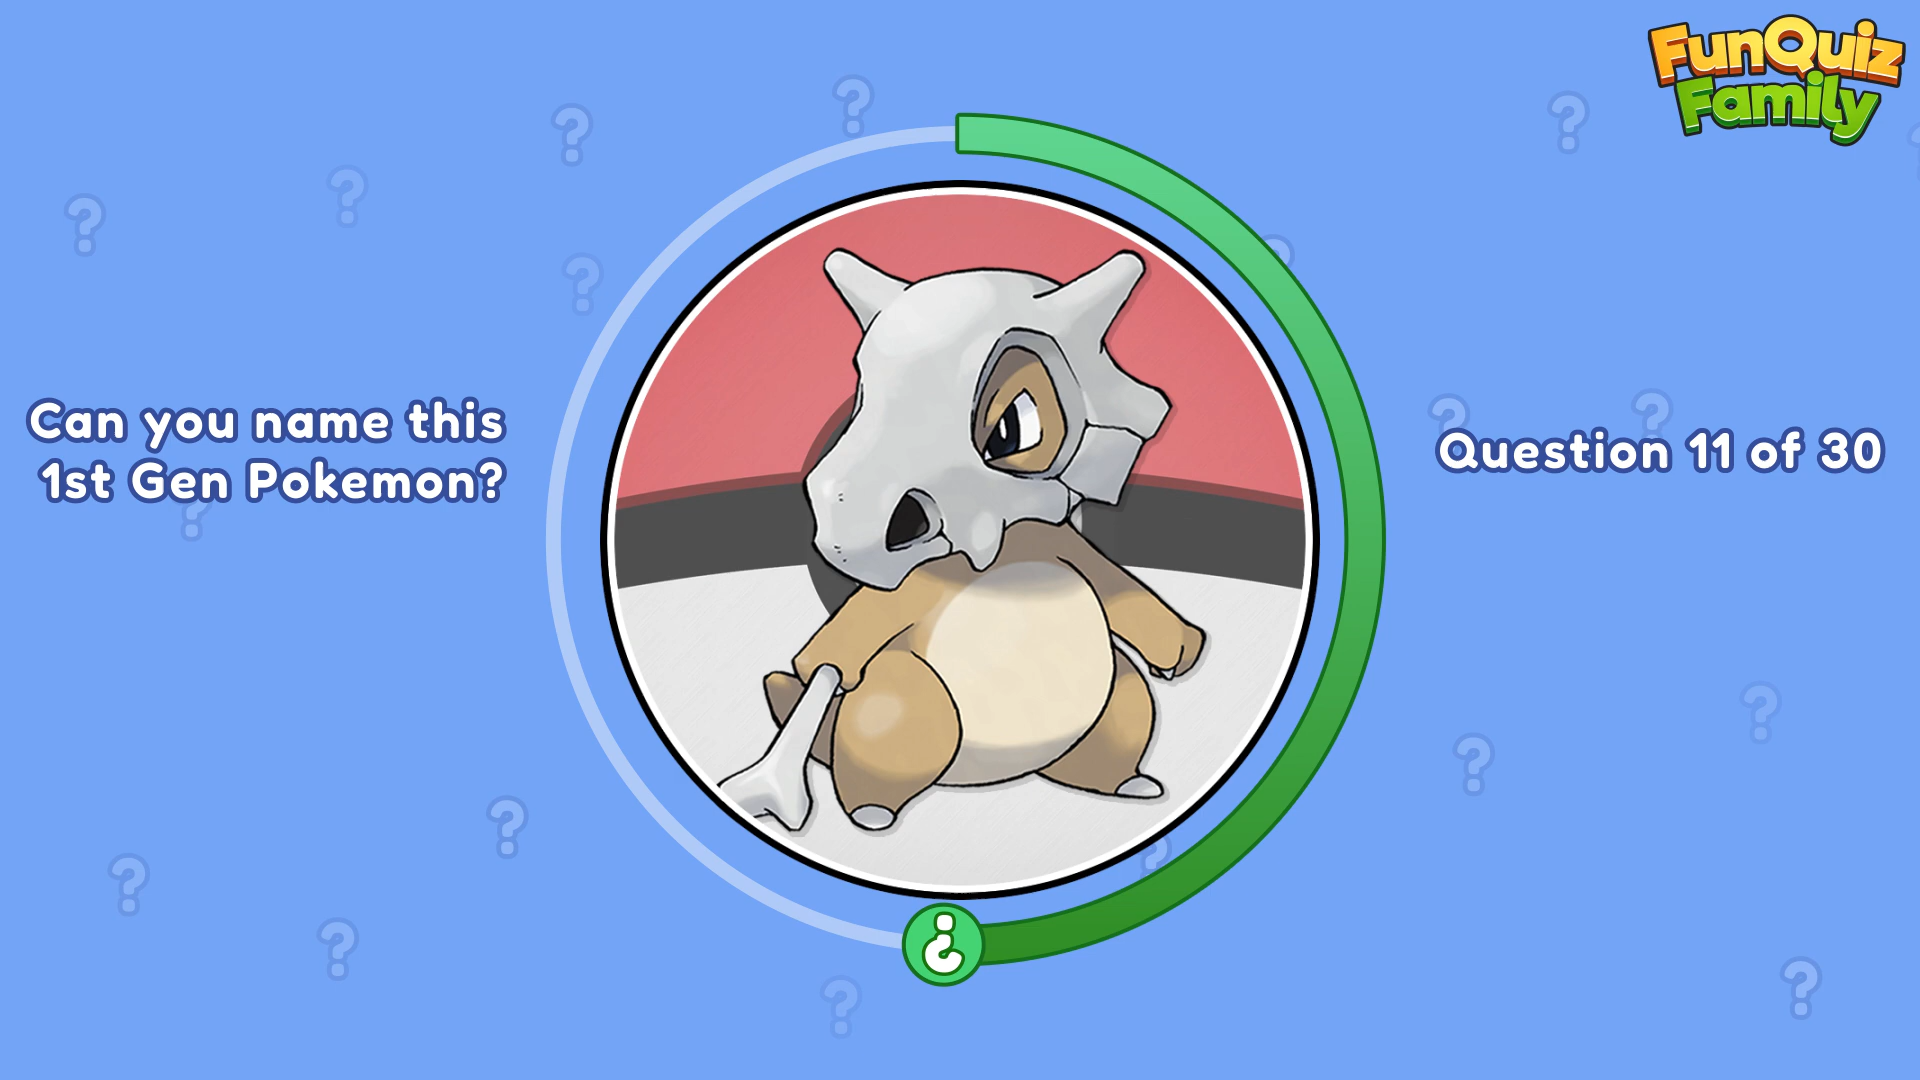 FunQuiz
Family
Can you name this
1st Gen Pokemon?
Question 11 of 30